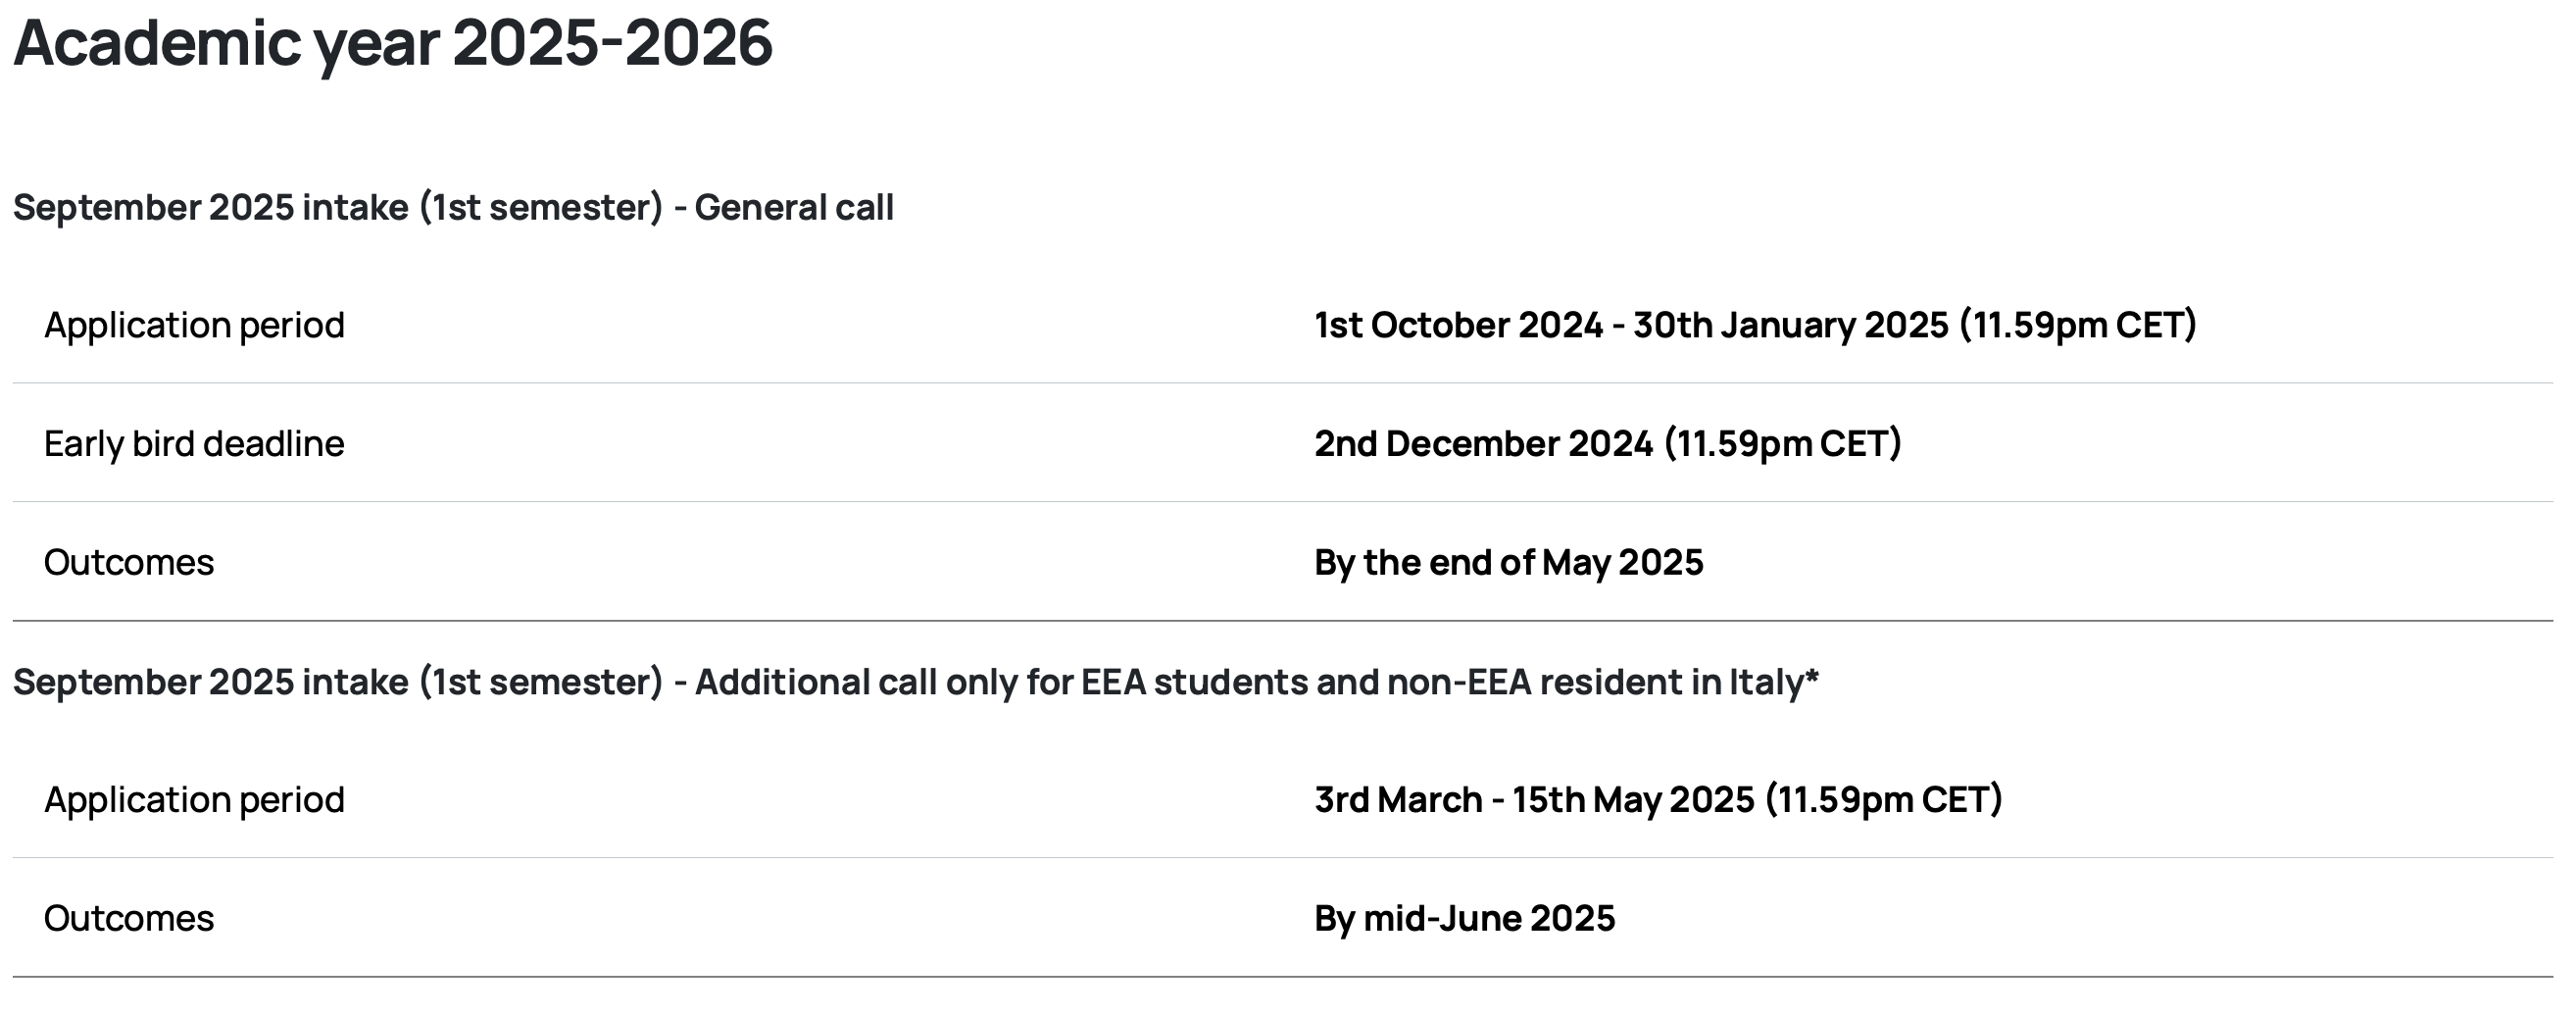 Academic year 2025-2026
September 2025 intake (1st semester) - General call
Application period 1st October 2024 - 30th January 2025 (11.59pm CET)
Early bird deadline 2nd December 2024 (11.59pm CET)
Outcomes By the end of May 2025
September 2025 intake (1st semester) - Additional call only for EEA students and non-EEA resident in Italy*
Application period 3rd March - 15th May 2025 (11.59pm CET)
Outcomes By mid-June 2025